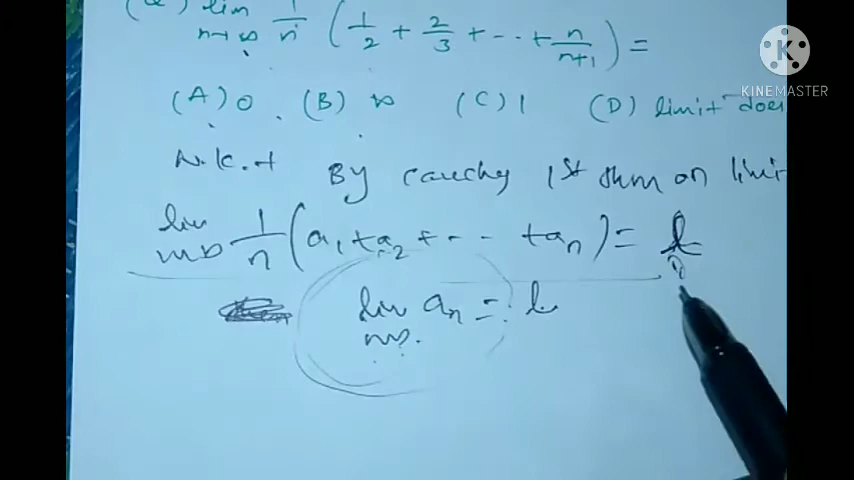 (Q) lim n→∞ 1/n (1/2 + 2/3 + --- + n/n+1) =
KINEMASTER
(A) 0 . (B) ∞ (C) 1 (D) limit does
W.K.T By cauchy 1st thm on limi
lim n→∞ 1/n (a1 + a2 + --- + an) = l
lim n→∞ an = l